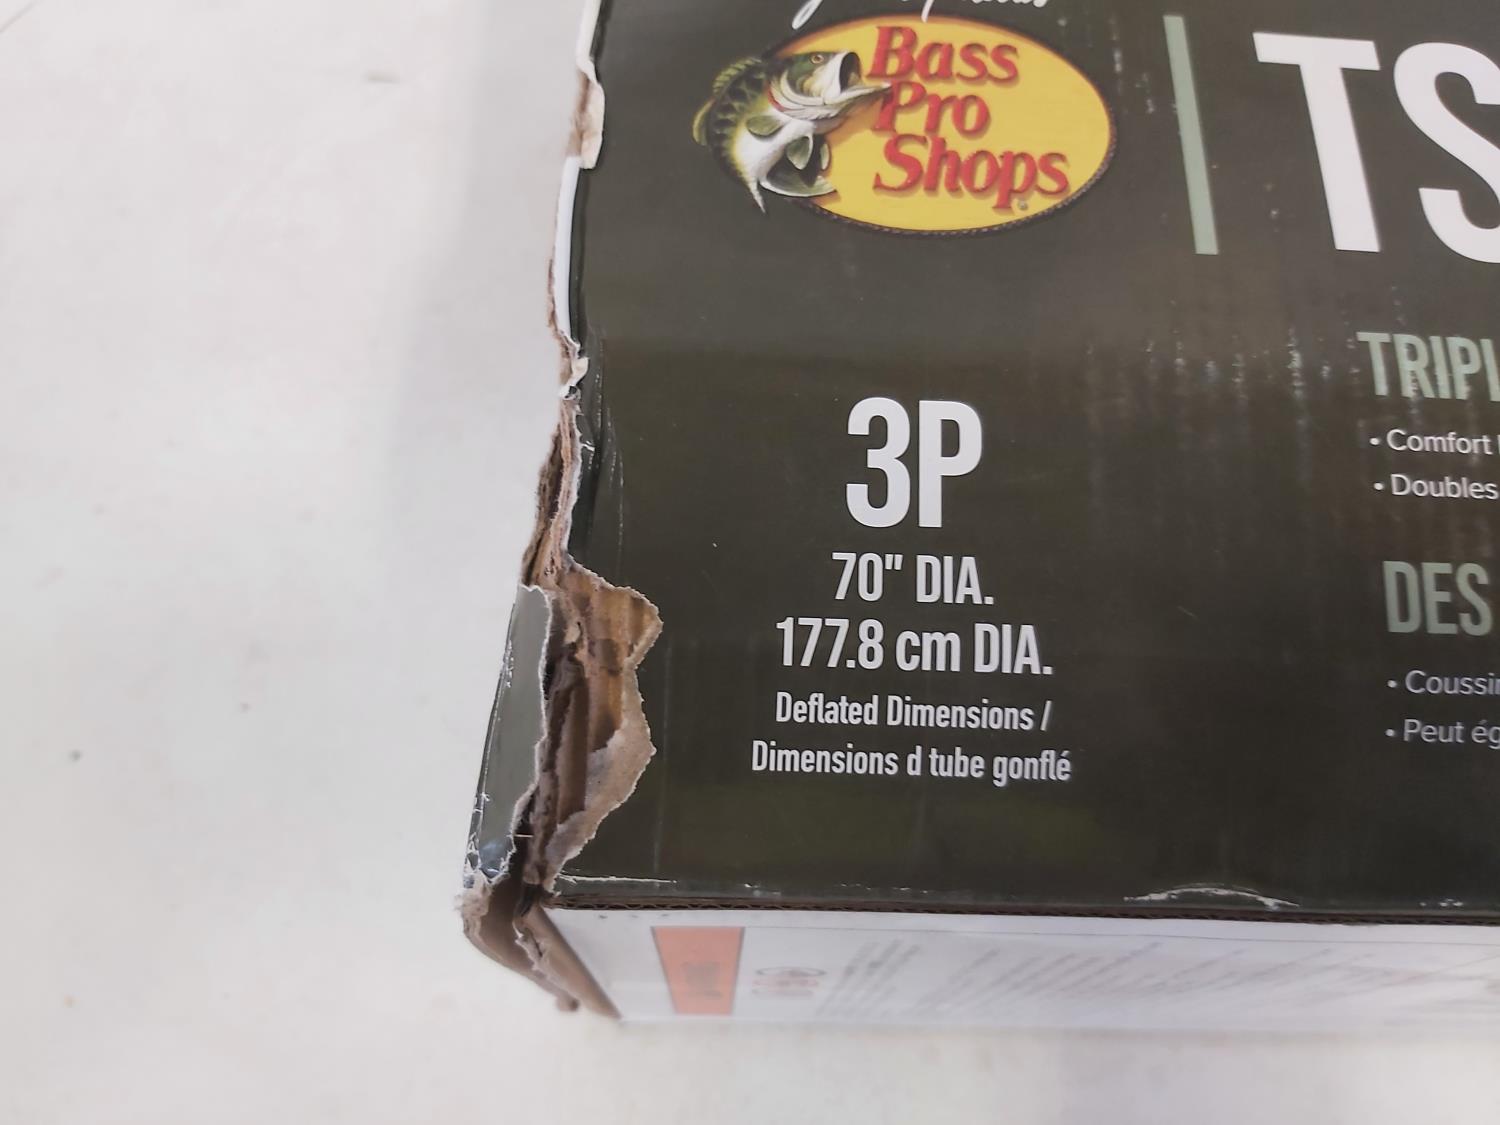 Bass
Pro
Shops
TS
3P
70" DIA.
177.8 cm DIA.
Deflated Dimensions /
Dimensions d tube gonflé
TRIPL
• Comfort
• Doubles
DES
• Coussin
• Peut ég